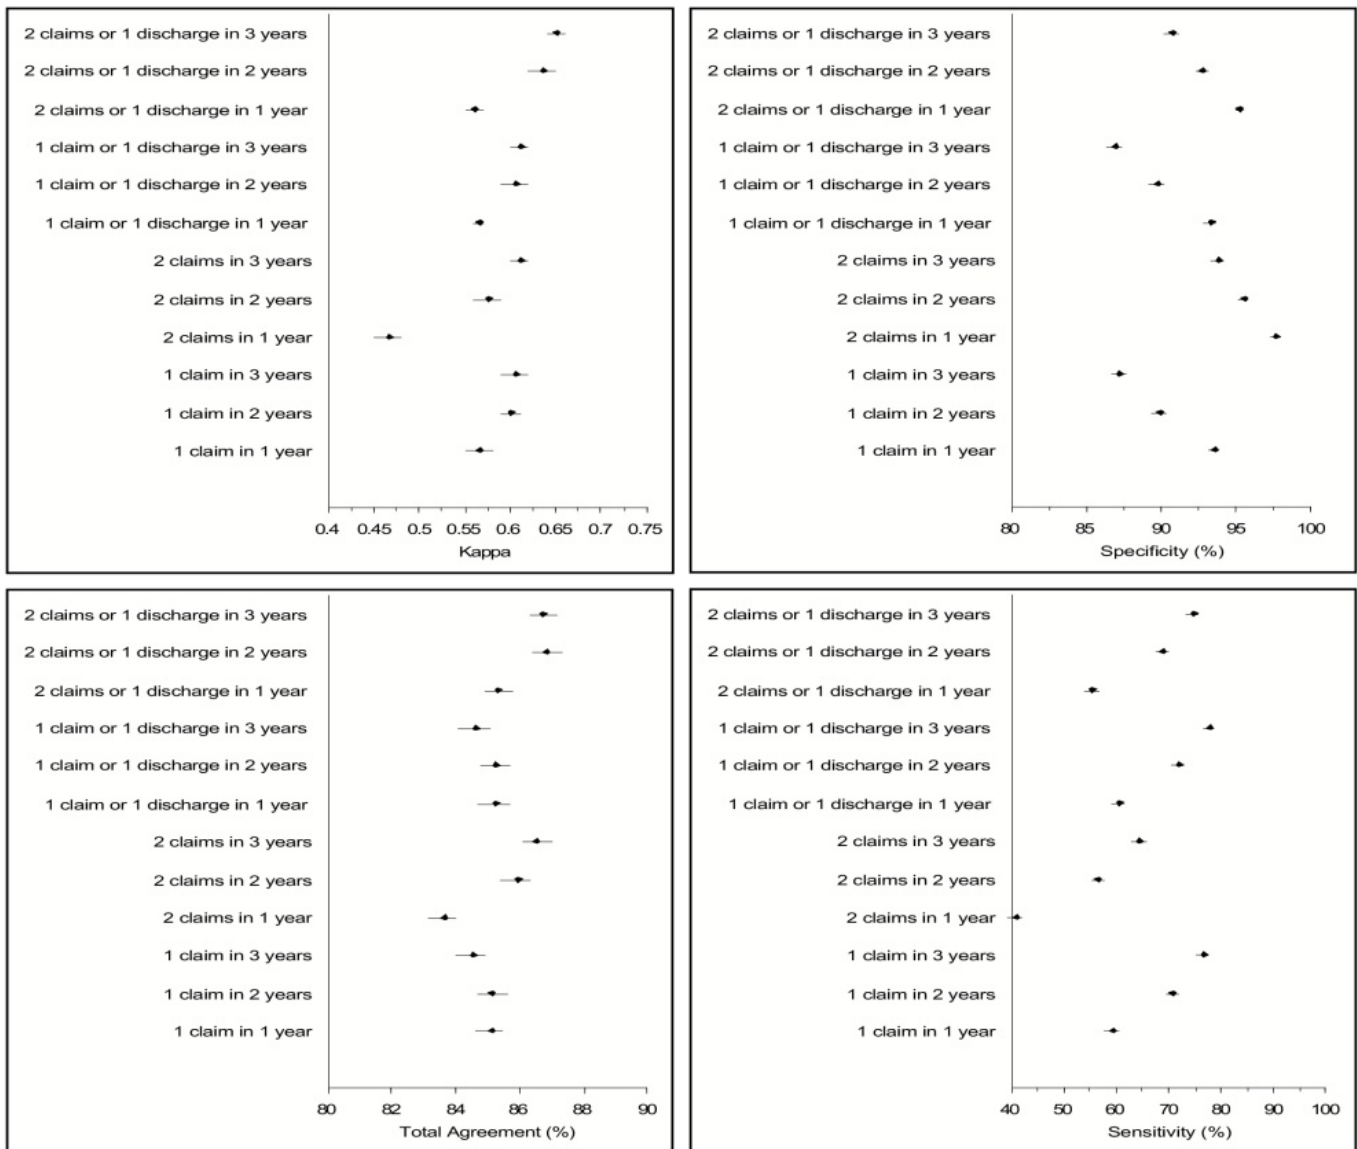 2 claims or 1 discharge in 3 years
2 claims or 1 discharge in 2 years
2 claims or 1 discharge in 1 year
1 claim or 1 discharge in 3 years
1 claim or 1 discharge in 2 years
1 claim or 1 discharge in 1 year
2 claims in 3 years
2 claims in 2 years
2 claims in 1 year
1 claim in 3 years
1 claim in 2 years
1 claim in 1 year
0.4 0.45 0.5 0.55 0.6 0.65 0.7 0.75
Kappa
2 claims or 1 discharge in 3 years
2 claims or 1 discharge in 2 years
2 claims or 1 discharge in 1 year
1 claim or 1 discharge in 3 years
1 claim or 1 discharge in 2 years
1 claim or 1 discharge in 1 year
2 claims in 3 years
2 claims in 2 years
2 claims in 1 year
1 claim in 3 years
1 claim in 2 years
1 claim in 1 year
80 85 90 95 100
Specificity (%)
2 claims or 1 discharge in 3 years
2 claims or 1 discharge in 2 years
2 claims or 1 discharge in 1 year
1 claim or 1 discharge in 3 years
1 claim or 1 discharge in 2 years
1 claim or 1 discharge in 1 year
2 claims in 3 years
2 claims in 2 years
2 claims in 1 year
1 claim in 3 years
1 claim in 2 years
1 claim in 1 year
80 82 84 86 88 90
Total Agreement (%)
2 claims or 1 discharge in 3 years
2 claims or 1 discharge in 2 years
2 claims or 1 discharge in 1 year
1 claim or 1 discharge in 3 years
1 claim or 1 discharge in 2 years
1 claim or 1 discharge in 1 year
2 claims in 3 years
2 claims in 2 years
2 claims in 1 year
1 claim in 3 years
1 claim in 2 years
1 claim in 1 year
40 50 60 70 80 90 100
Sensitivity (%)